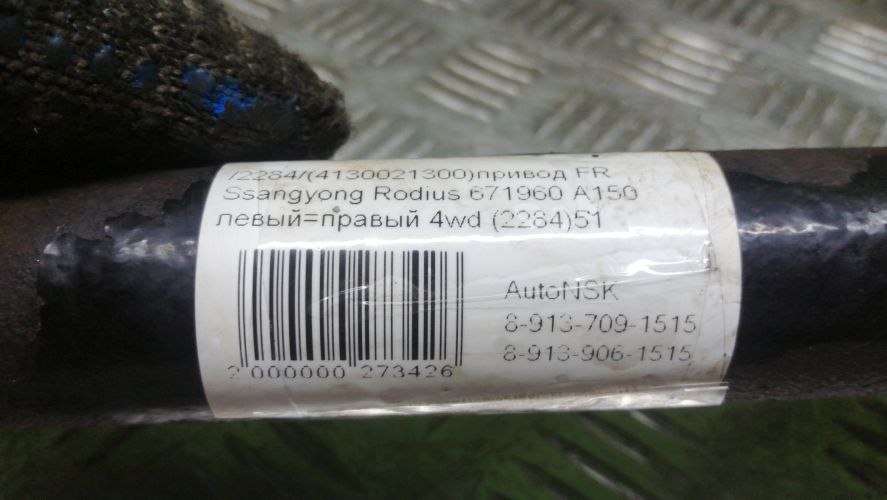 /2284/(4130021300)привод FR
Ssangyong Rodius 671960 A150
левый=правый 4wd (2284)51
AutoNSK
8-913-709-1515
8-913-906-1515
2 000000 273426